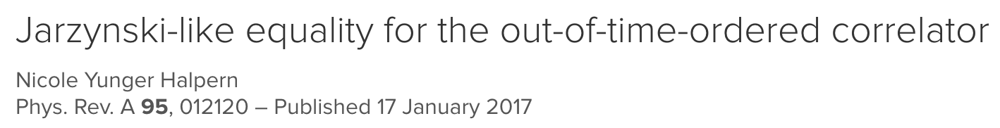 Jarzynski-like equality for the out-of-time-ordered correlator
Nicole Yunger Halpern
Phys. Rev. A 95, 012120 – Published 17 January 2017